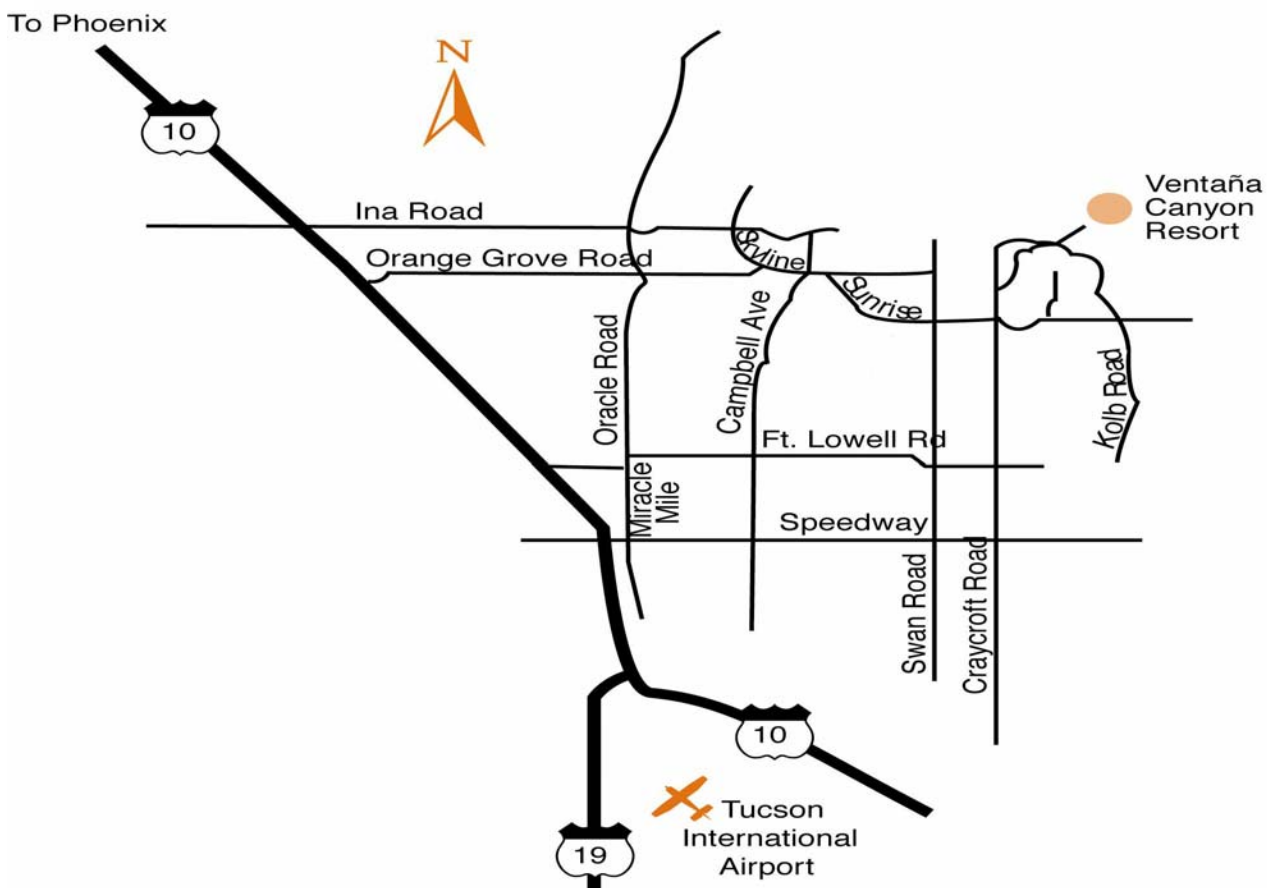 To Phoenix
N
10
Ina Road
Orange Grove Road
Skyline
Sunrise
Ventaña
Canyon
Resort
Oracle Road
Campbell Ave
Kolb Road
Ft. Lowell Rd
Miracle
Mile
Speedway
Swan Road
Craycroft Road
10
Tucson
International
Airport
19